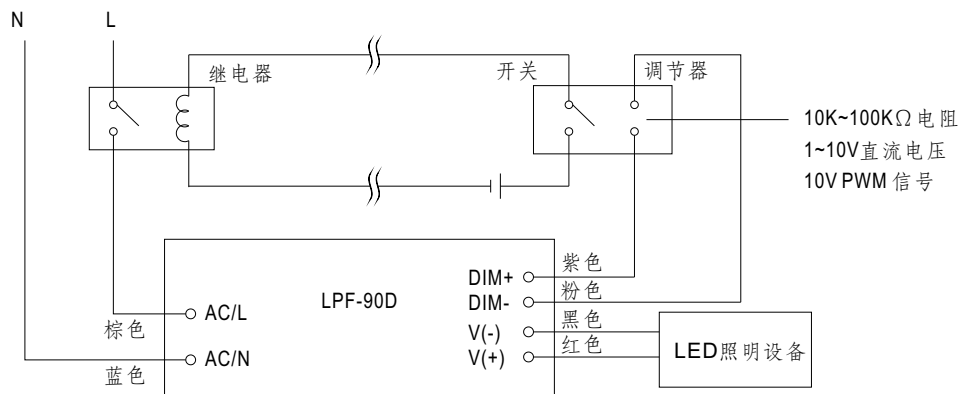 N
L
继电器
开关
调节器
10K~100KΩ电阻
1~10V直流电压
10V PWM 信号
DIM+
紫色
LPF-90D
DIM-
粉色
AC/L
棕色
V(-)
黑色
V(+)
红色
LED照明设备
AC/N
蓝色